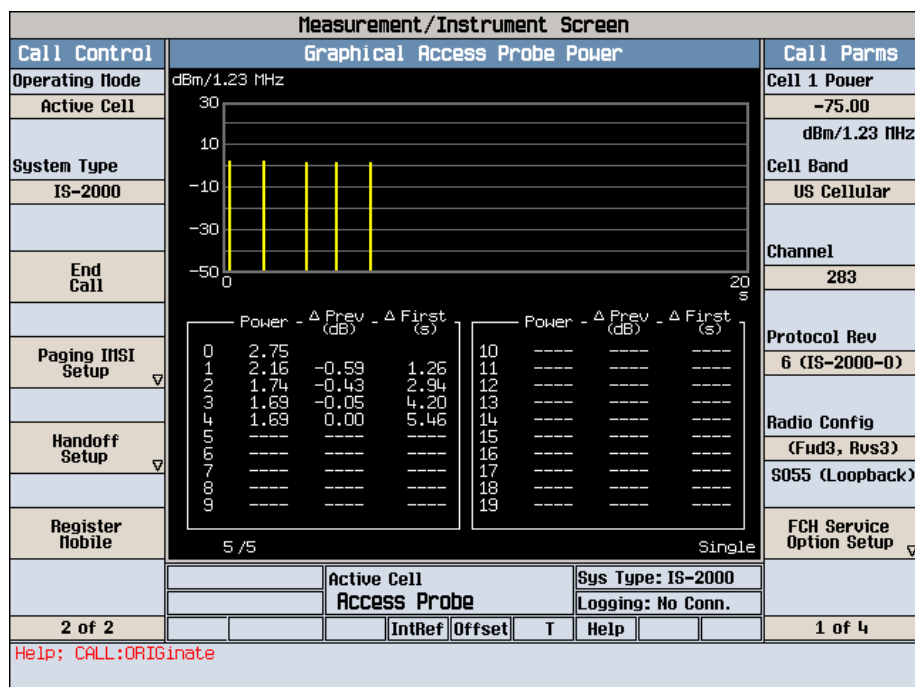 Measurement/Instrument Screen
Call Control
Operating Mode
Active Cell
System Type
IS-2000
End
Call
Paging IMSI
Setup
Handoff
Setup
Register
Mobile
2 of 2
Graphical Access Probe Power
dBm/1.23 MHz
30
10
-10
-30
-50
0
20
s
Power Δ Prev (dB) Δ First (s)
0 2.75
1 2.16 -0.59 1.26
2 1.74 -0.43 2.94
3 1.69 -0.05 4.20
4 1.69 0.00 5.46
5 ---- ---- ----
6 ---- ---- ----
7 ---- ---- ----
8 ---- ---- ----
9 ---- ---- ----
Power Δ Prev (dB) Δ First (s)
10 ---- ---- ----
11 ---- ---- ----
12 ---- ---- ----
13 ---- ---- ----
14 ---- ---- ----
15 ---- ---- ----
16 ---- ---- ----
17 ---- ---- ----
18 ---- ---- ----
19 ---- ---- ----
5/5 Single
Active Cell
Access Probe
Sys Type: IS-2000
Logging: No Conn.
IntRef Offset T Help
Call Parms
Cell 1 Power
-75.00
dBm/1.23 MHz
Cell Band
US Cellular
Channel
283
Protocol Rev
6 (IS-2000-0)
Radio Config
(Fwd3, Rvs3)
SO55 (Loopback)
FCH Service
Option Setup
1 of 4
Help; CALL:ORIGinate